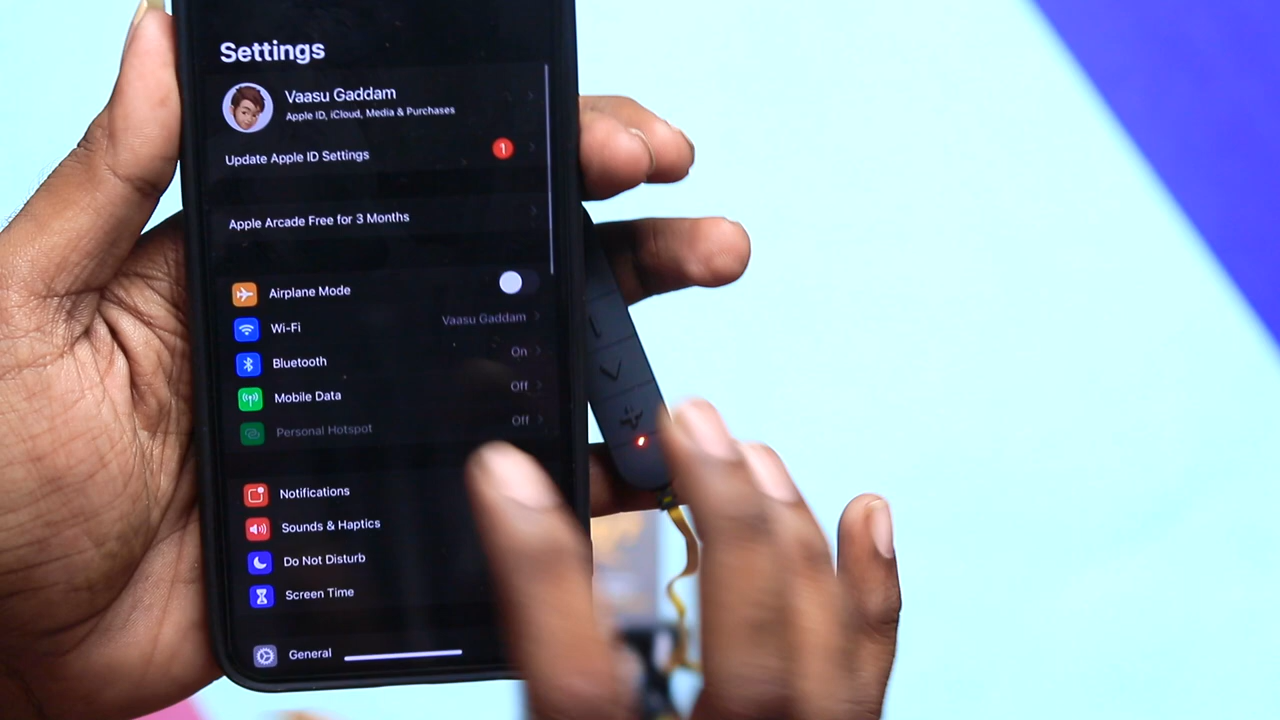 Settings
Vaasu Gaddam
Apple ID, iCloud, Media & Purchases
Update Apple ID Settings 1
Apple Arcade Free for 3 Months
Airplane Mode
Wi-Fi Vaasu Gaddam
Bluetooth On
Mobile Data Off
Personal Hotspot Off
Notifications
Sounds & Haptics
Do Not Disturb
Screen Time
General